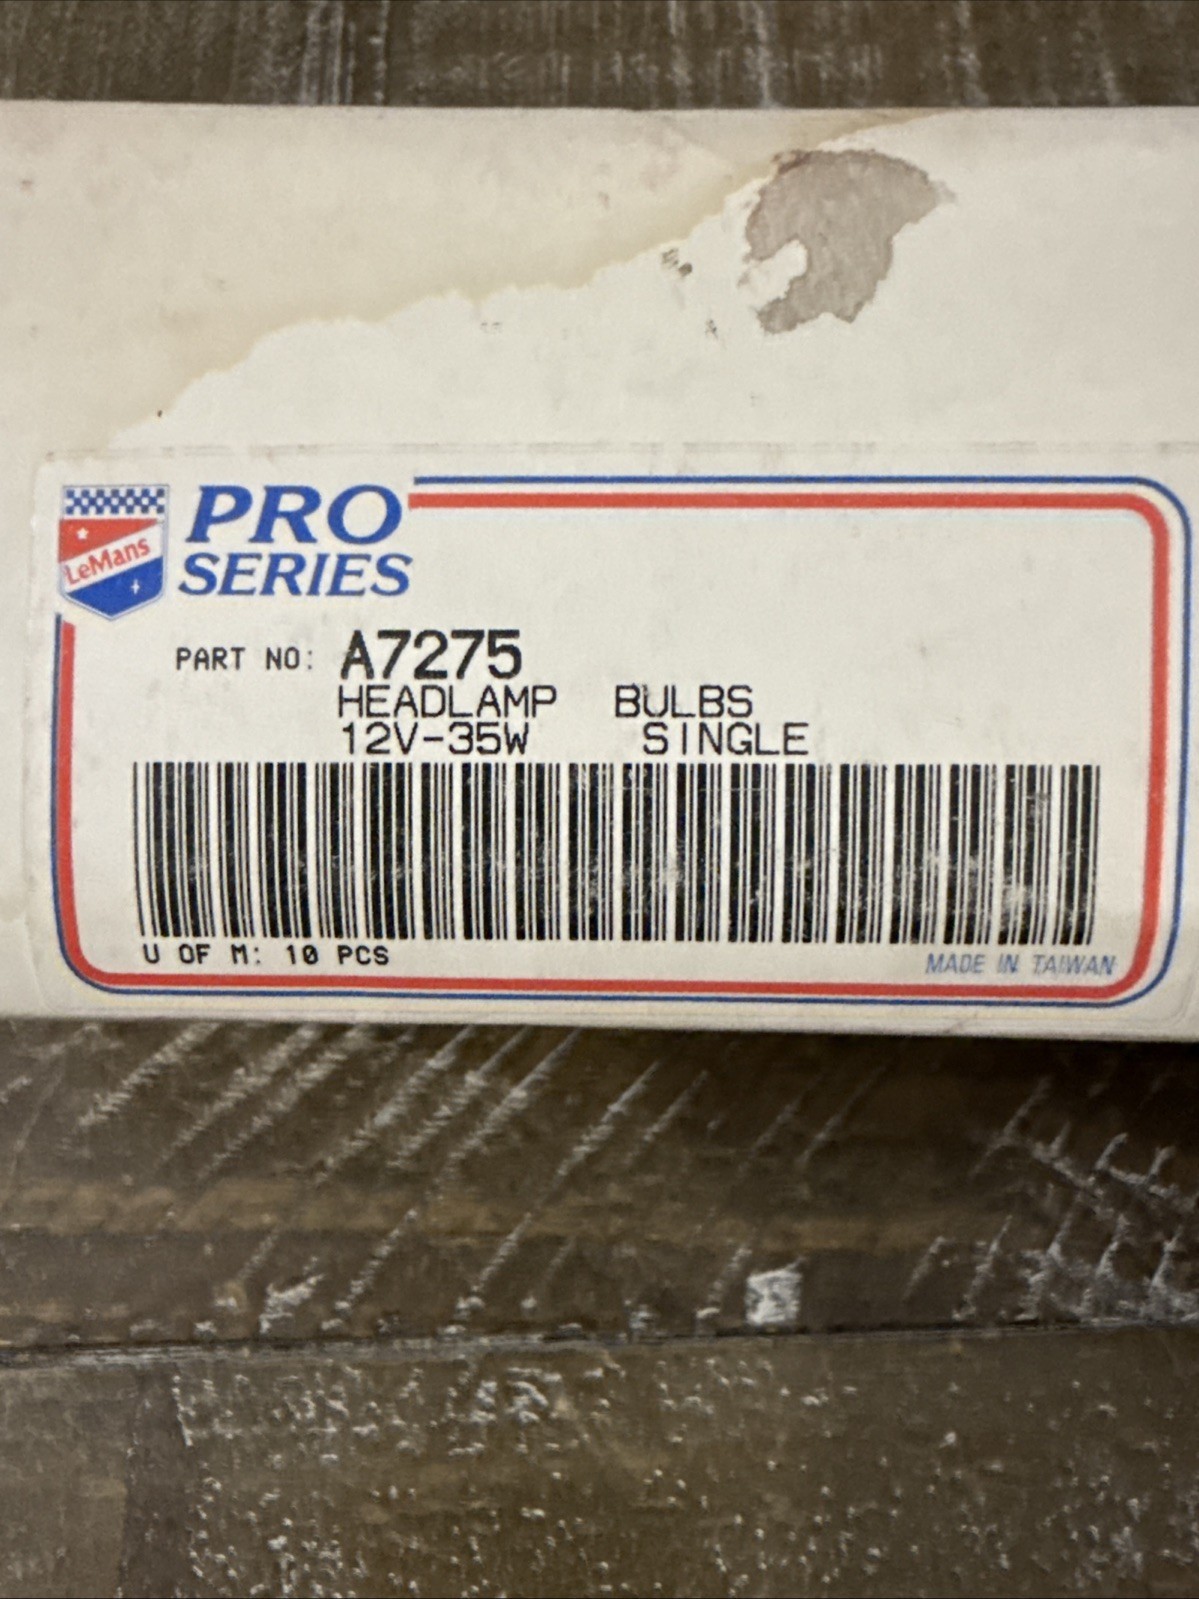 LeMans
PRO
SERIES
PART NO: A7275
HEADLAMP BULBS
12V-35W SINGLE
U OF M: 10 PCS
MADE IN TAIWAN